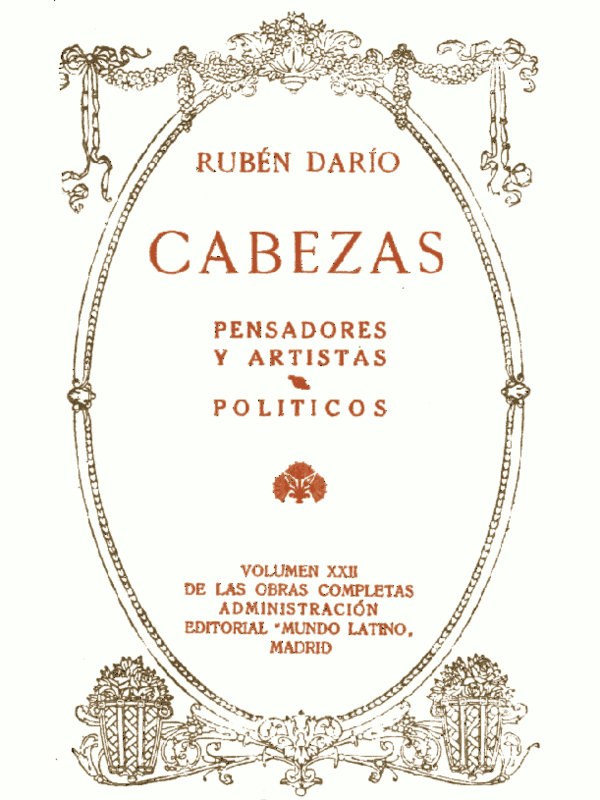 RUBÉN DARÍO
CABEZAS
PENSADORES
Y ARTISTAS
POLITICOS
VOLUMEN XXII
DE LAS OBRAS COMPLETAS
ADMINISTRACIÓN
EDITORIAL "MUNDO LATINO„
MADRID